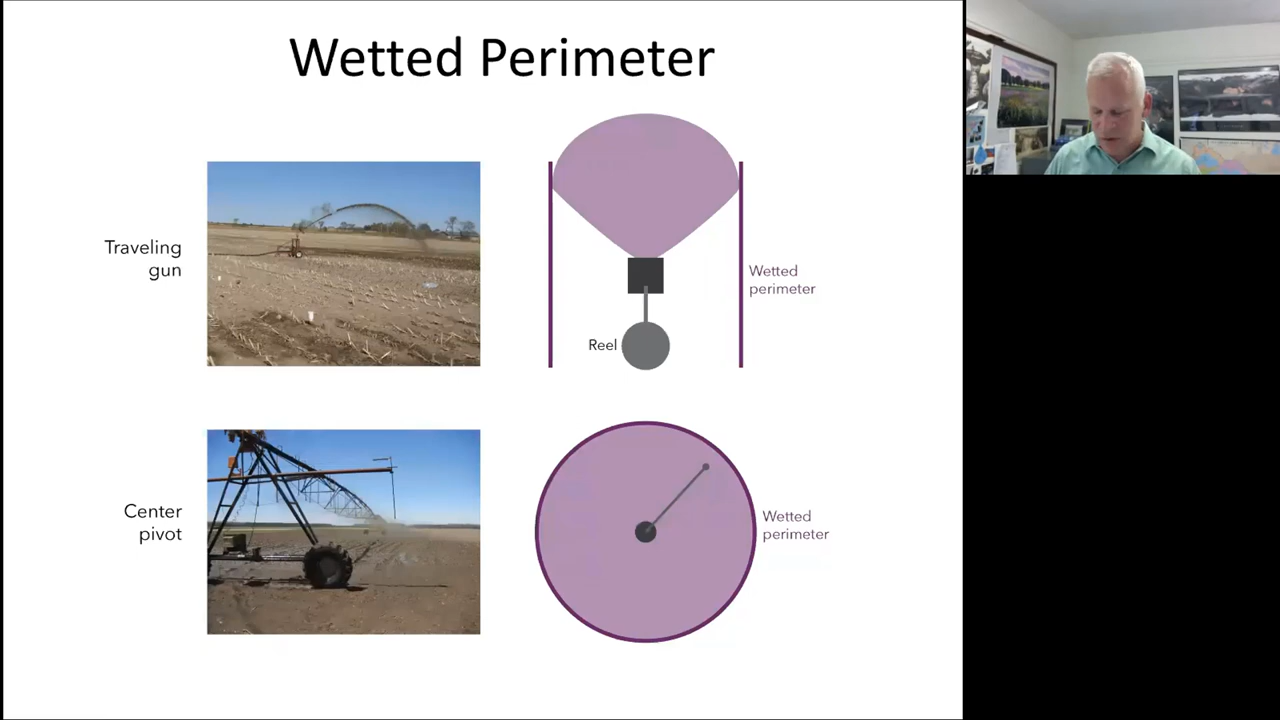 Wetted Perimeter
Traveling
gun
Wetted
perimeter
Reel
Center
pivot
Wetted
perimeter